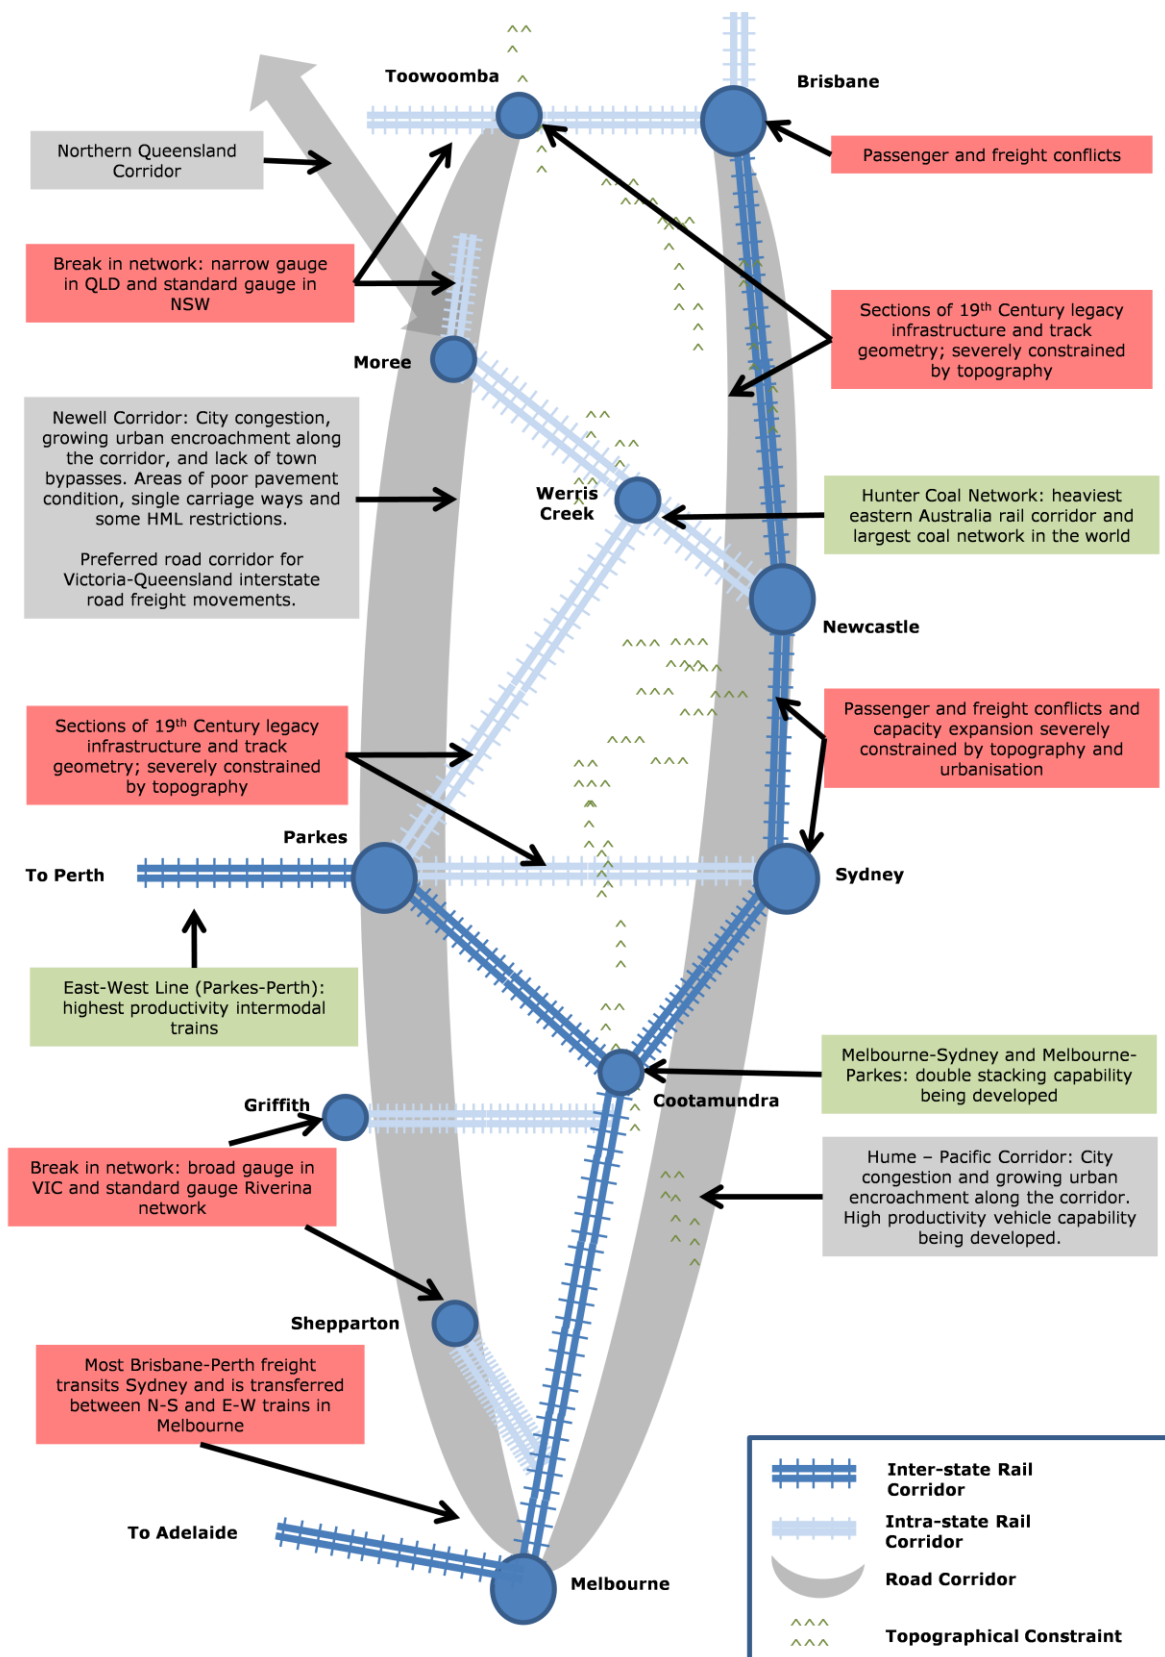 Toowoomba
Brisbane
Northern Queensland
Corridor
Passenger and freight conflicts
Break in network: narrow gauge
in QLD and standard gauge in
NSW
Sections of 19th Century legacy
infrastructure and track
geometry; severely constrained
by topography
Moree
Newell Corridor: City congestion,
growing urban encroachment along
the corridor, and lack of town
bypasses. Areas of poor pavement
condition, single carriage ways and
some HML restrictions.
Preferred road corridor for
Victoria-Queensland interstate
road freight movements.
Werris
Creek
Hunter Coal Network: heaviest
eastern Australia rail corridor and
largest coal network in the world
Newcastle
Sections of 19th Century legacy
infrastructure and track
geometry; severely constrained
by topography
Passenger and freight conflicts and
capacity expansion severely
constrained by topography and
urbanisation
Parkes
To Perth
Sydney
East-West Line (Parkes-Perth):
highest productivity intermodal
trains
Melbourne-Sydney and Melbourne-
Parkes: double stacking capability
being developed
Cootamundra
Griffith
Break in network: broad gauge in
VIC and standard gauge Riverina
network
Hume – Pacific Corridor: City
congestion and growing urban
encroachment along the corridor.
High productivity vehicle capability
being developed.
Shepparton
Most Brisbane-Perth freight
transits Sydney and is transferred
between N-S and E-W trains in
Melbourne
To Adelaide
Melbourne
Inter-state Rail
Corridor
Intra-state Rail
Corridor
Road Corridor
Topographical Constraint